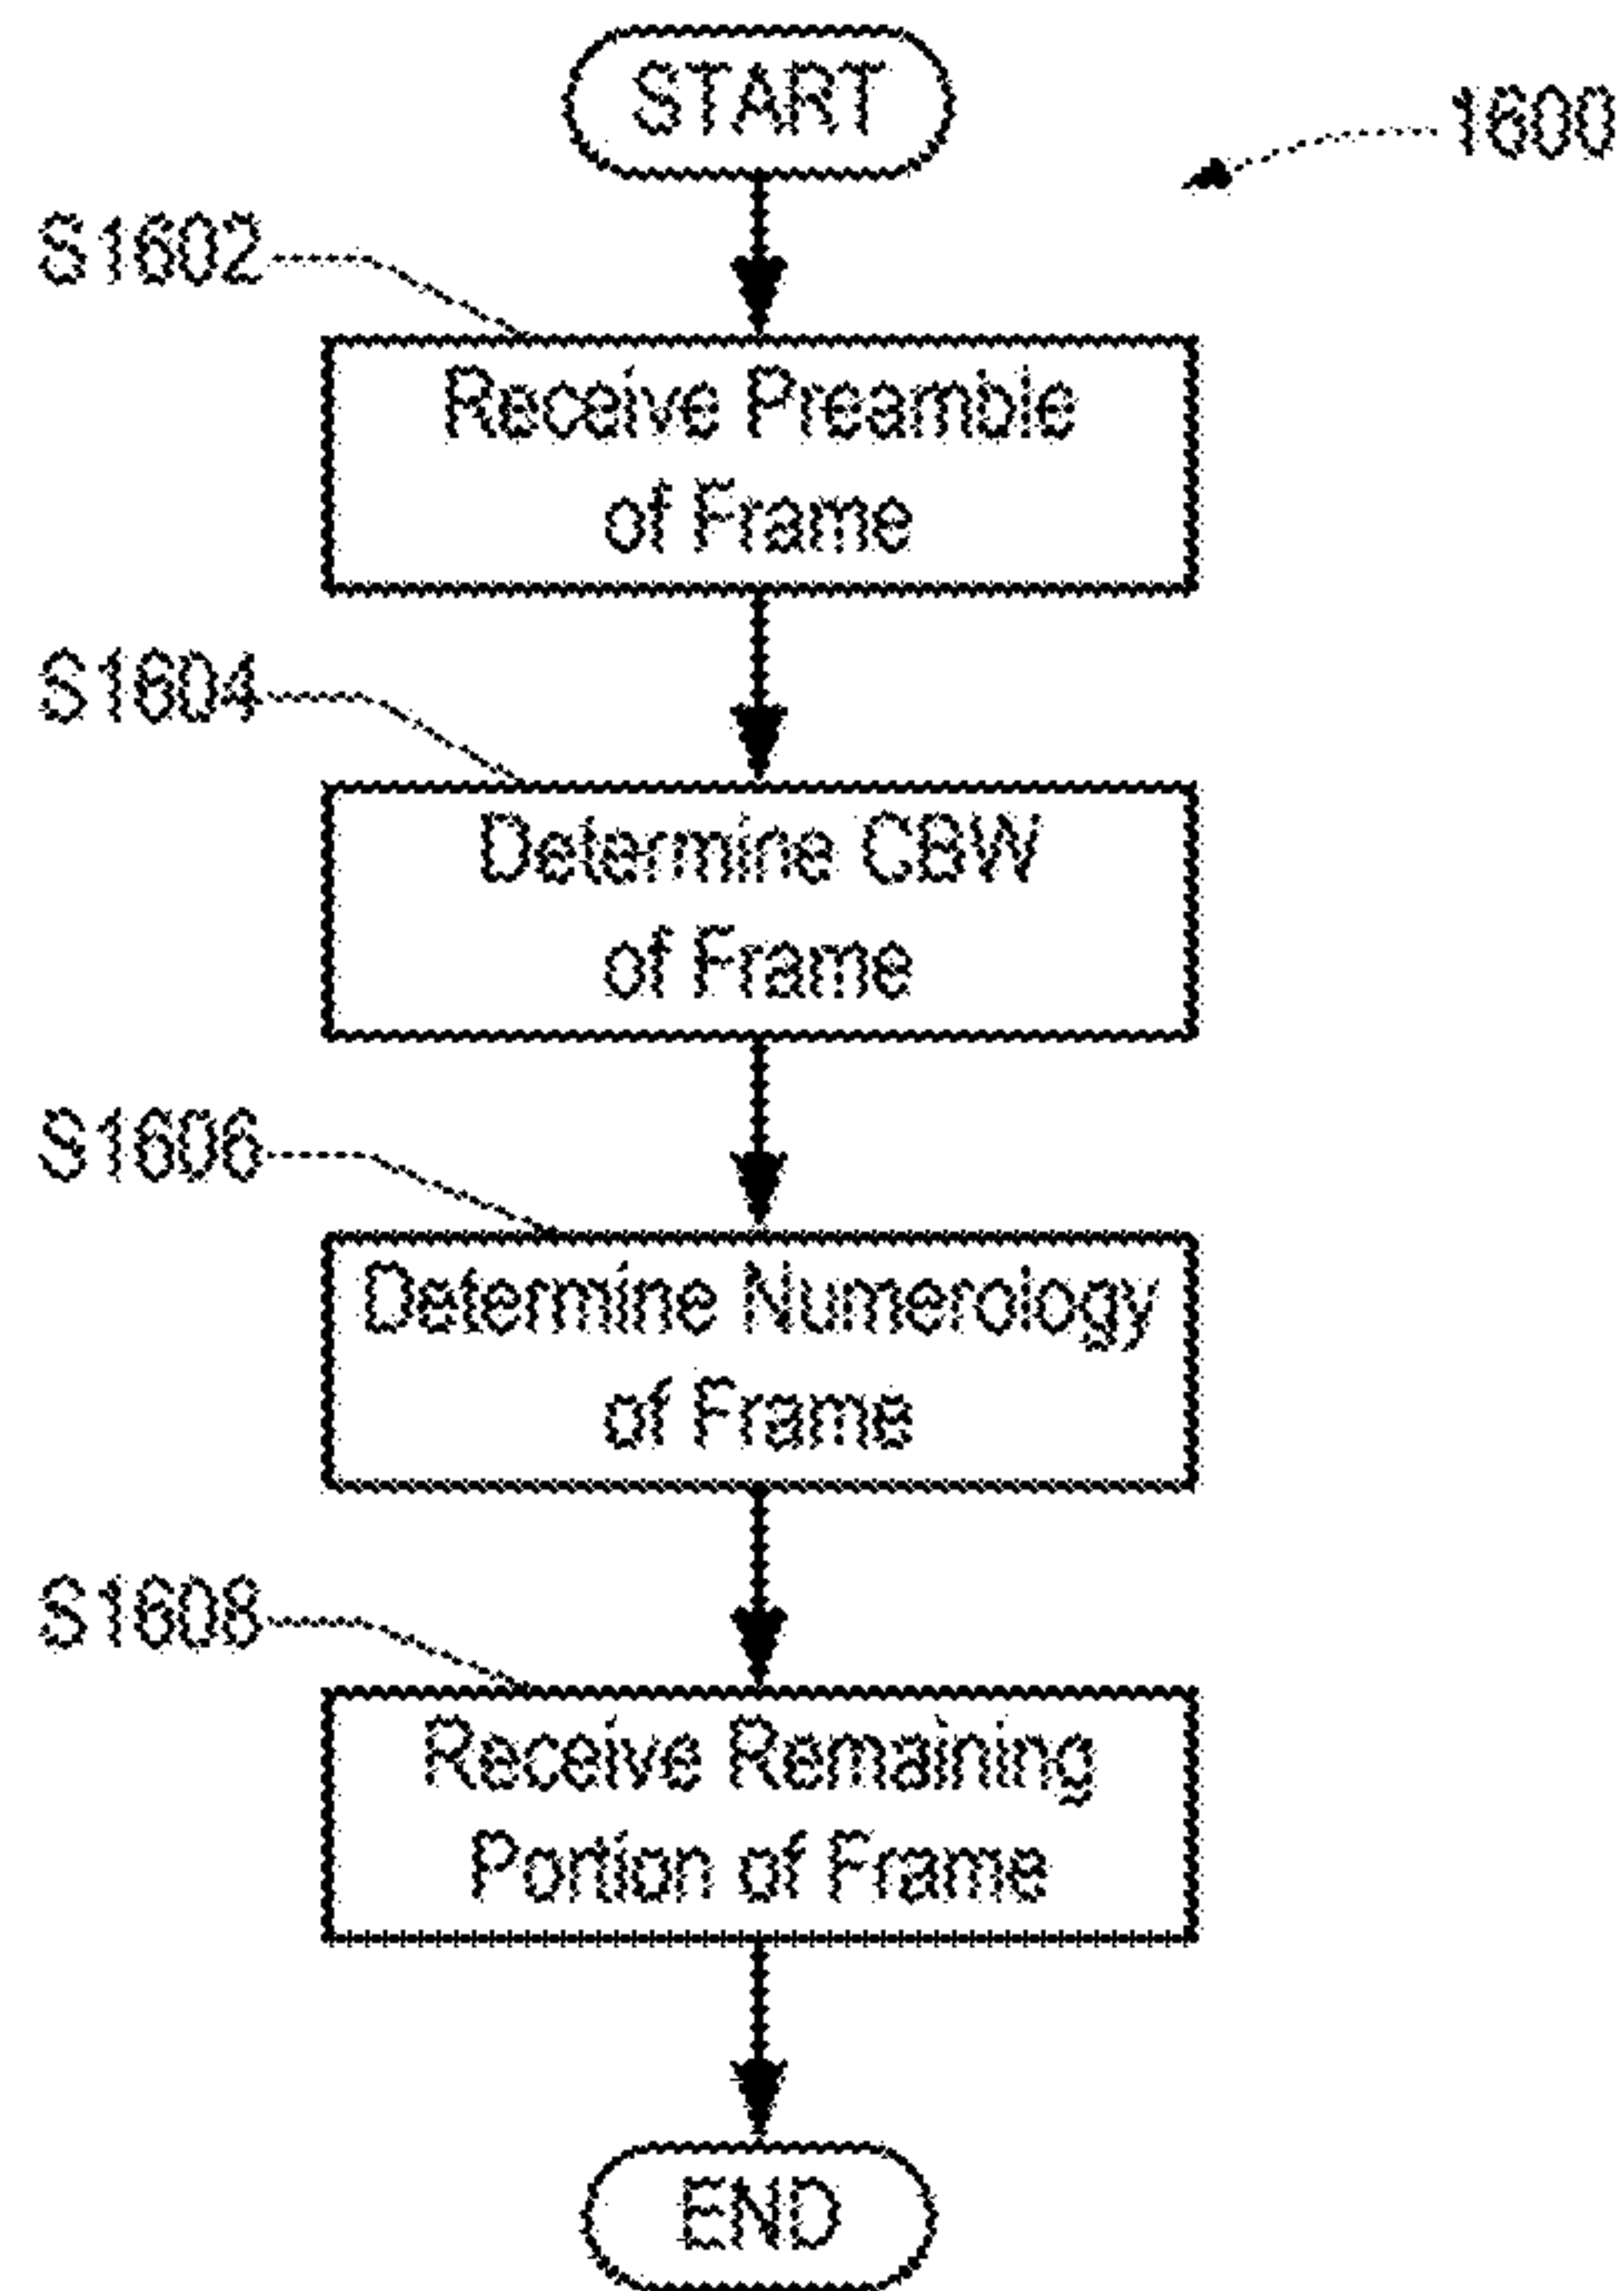 START
1600
S1602
Receive Preamble
of Frame
S1604
Determine CBW
of Frame
S1606
Determine Numerology
of Frame
S1608
Receive Remaining
Portion of Frame
END